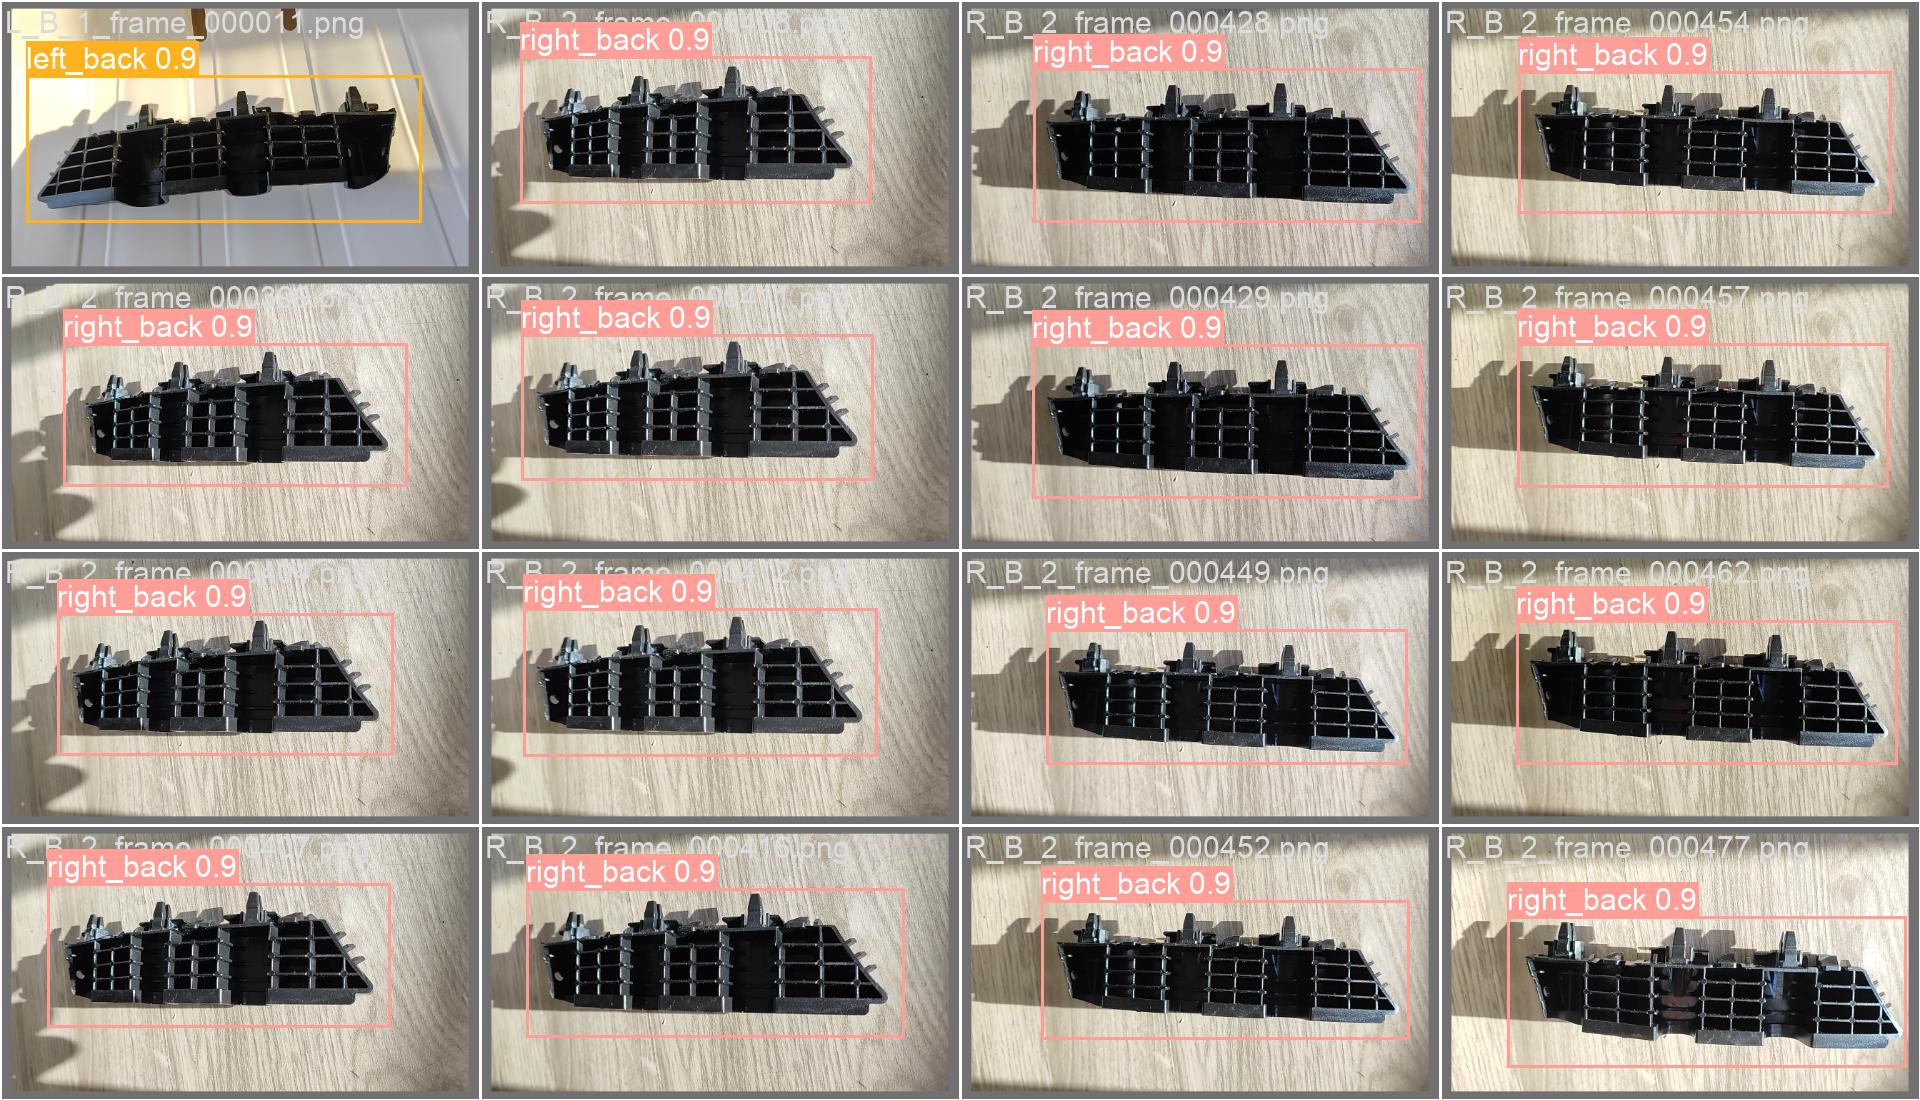 L_B_1_frame_000011.png
left_back 0.9
right_back 0.9
R_B_2_frame_000428.png
right_back 0.9
R_B_2_frame_000454.png
right_back 0.9
right_back 0.9
right_back 0.9
R_B_2_frame_000429.png
right_back 0.9
R_B_2_frame_000457.png
right_back 0.9
right_back 0.9
right_back 0.9
R_B_2_frame_000449.png
right_back 0.9
R_B_2_frame_000462.png
right_back 0.9
right_back 0.9
R_B_2_frame_000416.png
right_back 0.9
R_B_2_frame_000452.png
right_back 0.9
R_B_2_frame_000477
right_back 0.9